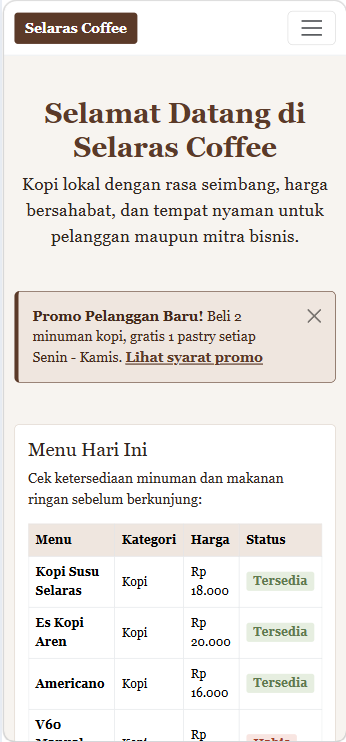 Selaras Coffee
Selamat Datang di
Selaras Coffee
Kopi lokal dengan rasa seimbang, harga
bersahabat, dan tempat nyaman untuk
pelanggan maupun mitra bisnis.
Promo Pelanggan Baru! Beli 2
minuman kopi, gratis 1 pastry setiap
Senin - Kamis. Lihat syarat promo
Menu Hari Ini
Cek ketersediaan minuman dan makanan
ringan sebelum berkunjung:
Menu Kategori Harga Status
Kopi Susu
Selaras Kopi Rp
18.000 Tersedia
Es Kopi
Aren Kopi Rp
20.000 Tersedia
Americano Kopi Rp
16.000 Tersedia
V60
Manual Kopi Rp Habis